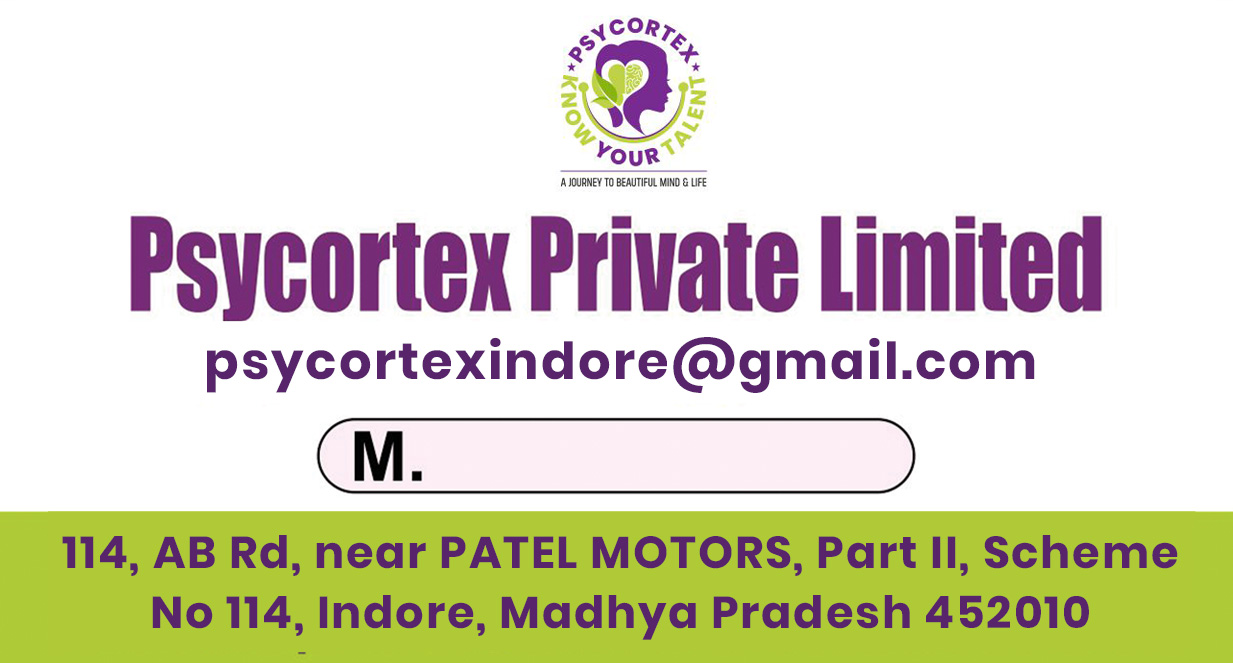 PSYCORTEX
KNOW YOUR TALENT
A JOURNEY TO BEAUTIFUL MIND & LIFE
Psycortex Private Limited
psycortexindore@gmail.com
M.
114, AB Rd, near PATEL MOTORS, Part II, Scheme
No 114, Indore, Madhya Pradesh 452010